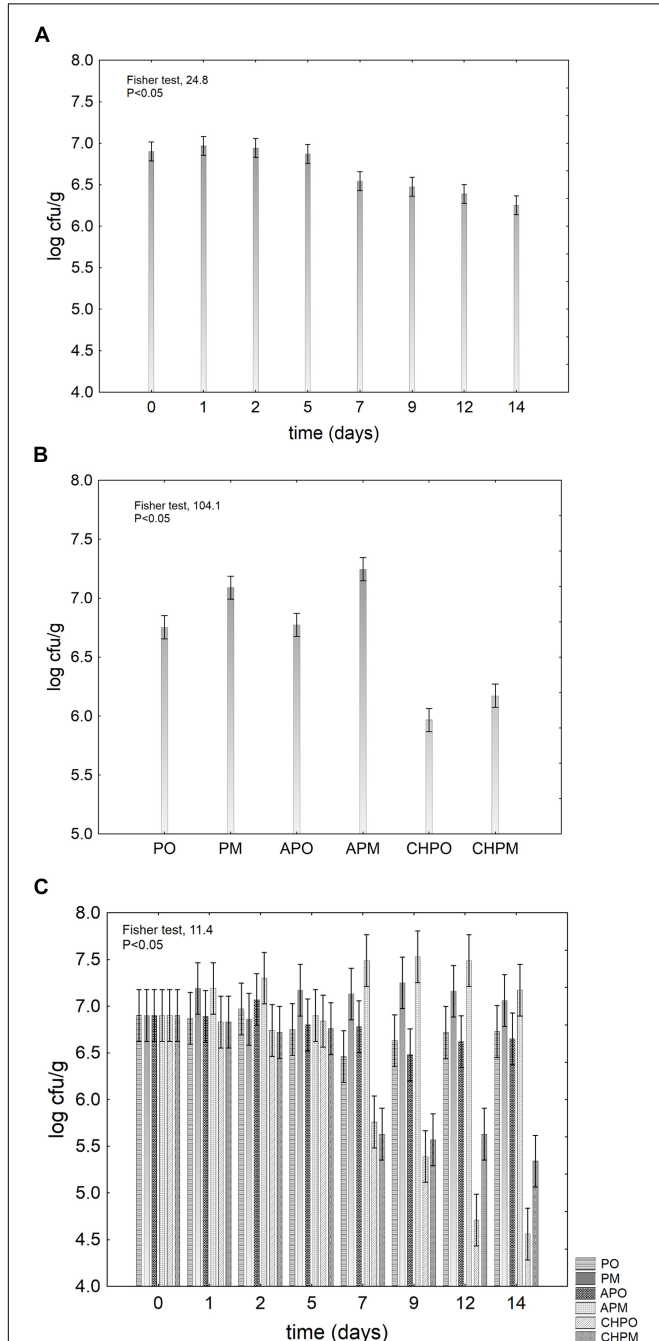 A
8.0
Fisher test, 24.8
P<0.05
7.5
7.0
6.5
6.0
5.5
5.0
4.5
4.0
log cfu/g
0 1 2 5 7 9 12 14
time (days)
B
8.0
Fisher test, 104.1
P<0.05
7.5
7.0
6.5
6.0
5.5
5.0
log cfu/g
PO PM APO APM CHPO CHPM
C
8.0
Fisher test, 11.4
P<0.05
7.5
7.0
6.5
6.0
5.5
5.0
4.5
4.0
log cfu/g
0 1 2 5 7 9 12 14
time (days)
PO
PM
APO
APM
CHPO
CHPM